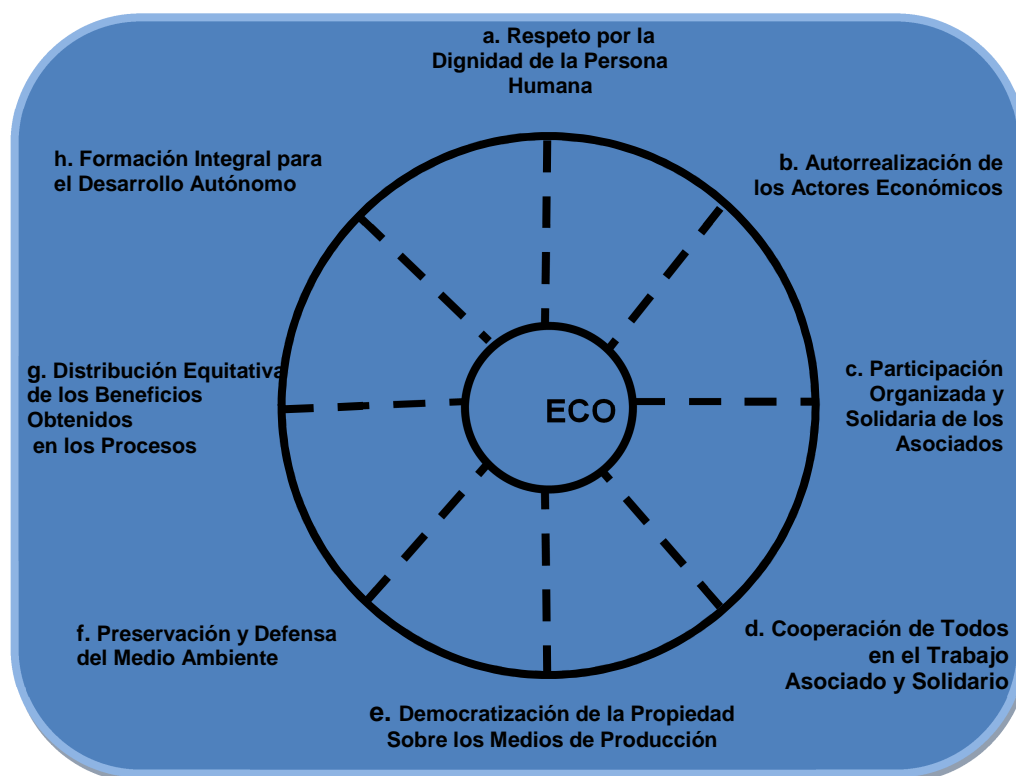 a. Respeto por la
Dignidad de la Persona
Humana
b. Autorrealización de
los Actores Económicos
c. Participación
Organizada y
Solidaria de los
Asociados
d. Cooperación de Todos
en el Trabajo
Asociado y Solidario
e. Democratización de la Propiedad
Sobre los Medios de Producción
f. Preservación y Defensa
del Medio Ambiente
g. Distribución Equitativa
de los Beneficios
Obtenidos
en los Procesos
h. Formación Integral para
el Desarrollo Autónomo
ECO